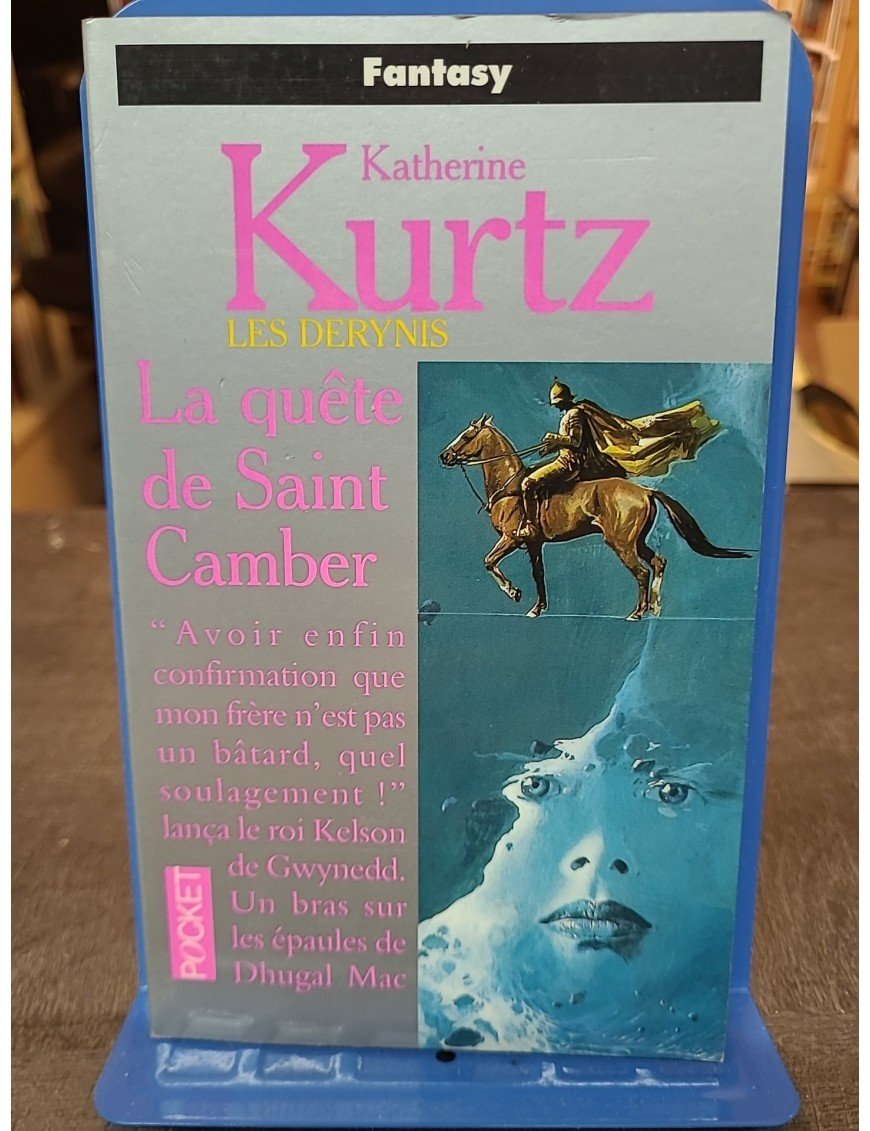 Fantasy
Katherine
Kurtz
LES DERYNIS
La quête
de Saint
Camber
“Avoir enfin
confirmation que
mon frère n’est pas
un bâtard, quel
soulagement !”
lança le roi Kelson
de Gwynedd.
Un bras sur
les épaules de
Dhugal Mac
POCKET